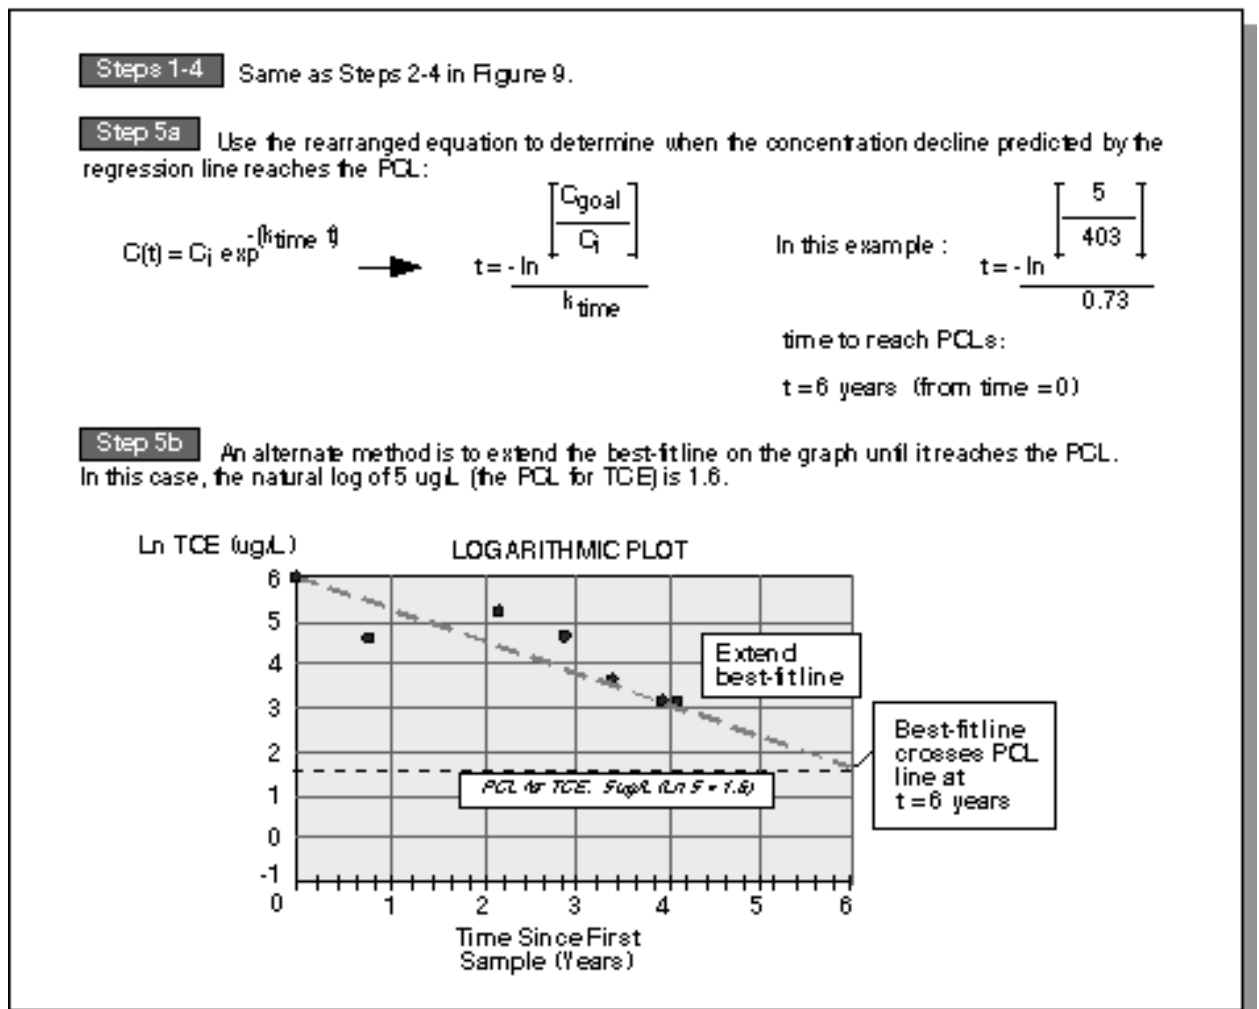 Steps 1-4 Same as Steps 2-4 in Figure 9.
Step 5a Use the rearranged equation to determine when the concentration decline predicted by the
regression line reaches the PCL:
C(t) = Ci exp-(ktime t)
t = - ln [Cgoal / Ci] / ktime
In this example :
t = - ln [5 / 403] / 0.73
time to reach PCLs:
t = 6 years (from time = 0)
Step 5b An alternate method is to extend the best-fit line on the graph until it reaches the PCL.
In this case, the natural log of 5 ug/L (the PCL for TCE) is 1.6.
Ln TCE (ug/L)
LOGARITHMIC PLOT
6
5
4
3
2
1
0
-1
Extend
best-fit line
Best-fit line
crosses PCL
line at
t = 6 years
PCL for TCE: 5 ug/L (Ln 5 = 1.6)
0 1 2 3 4 5 6
Time Since First
Sample (Years)